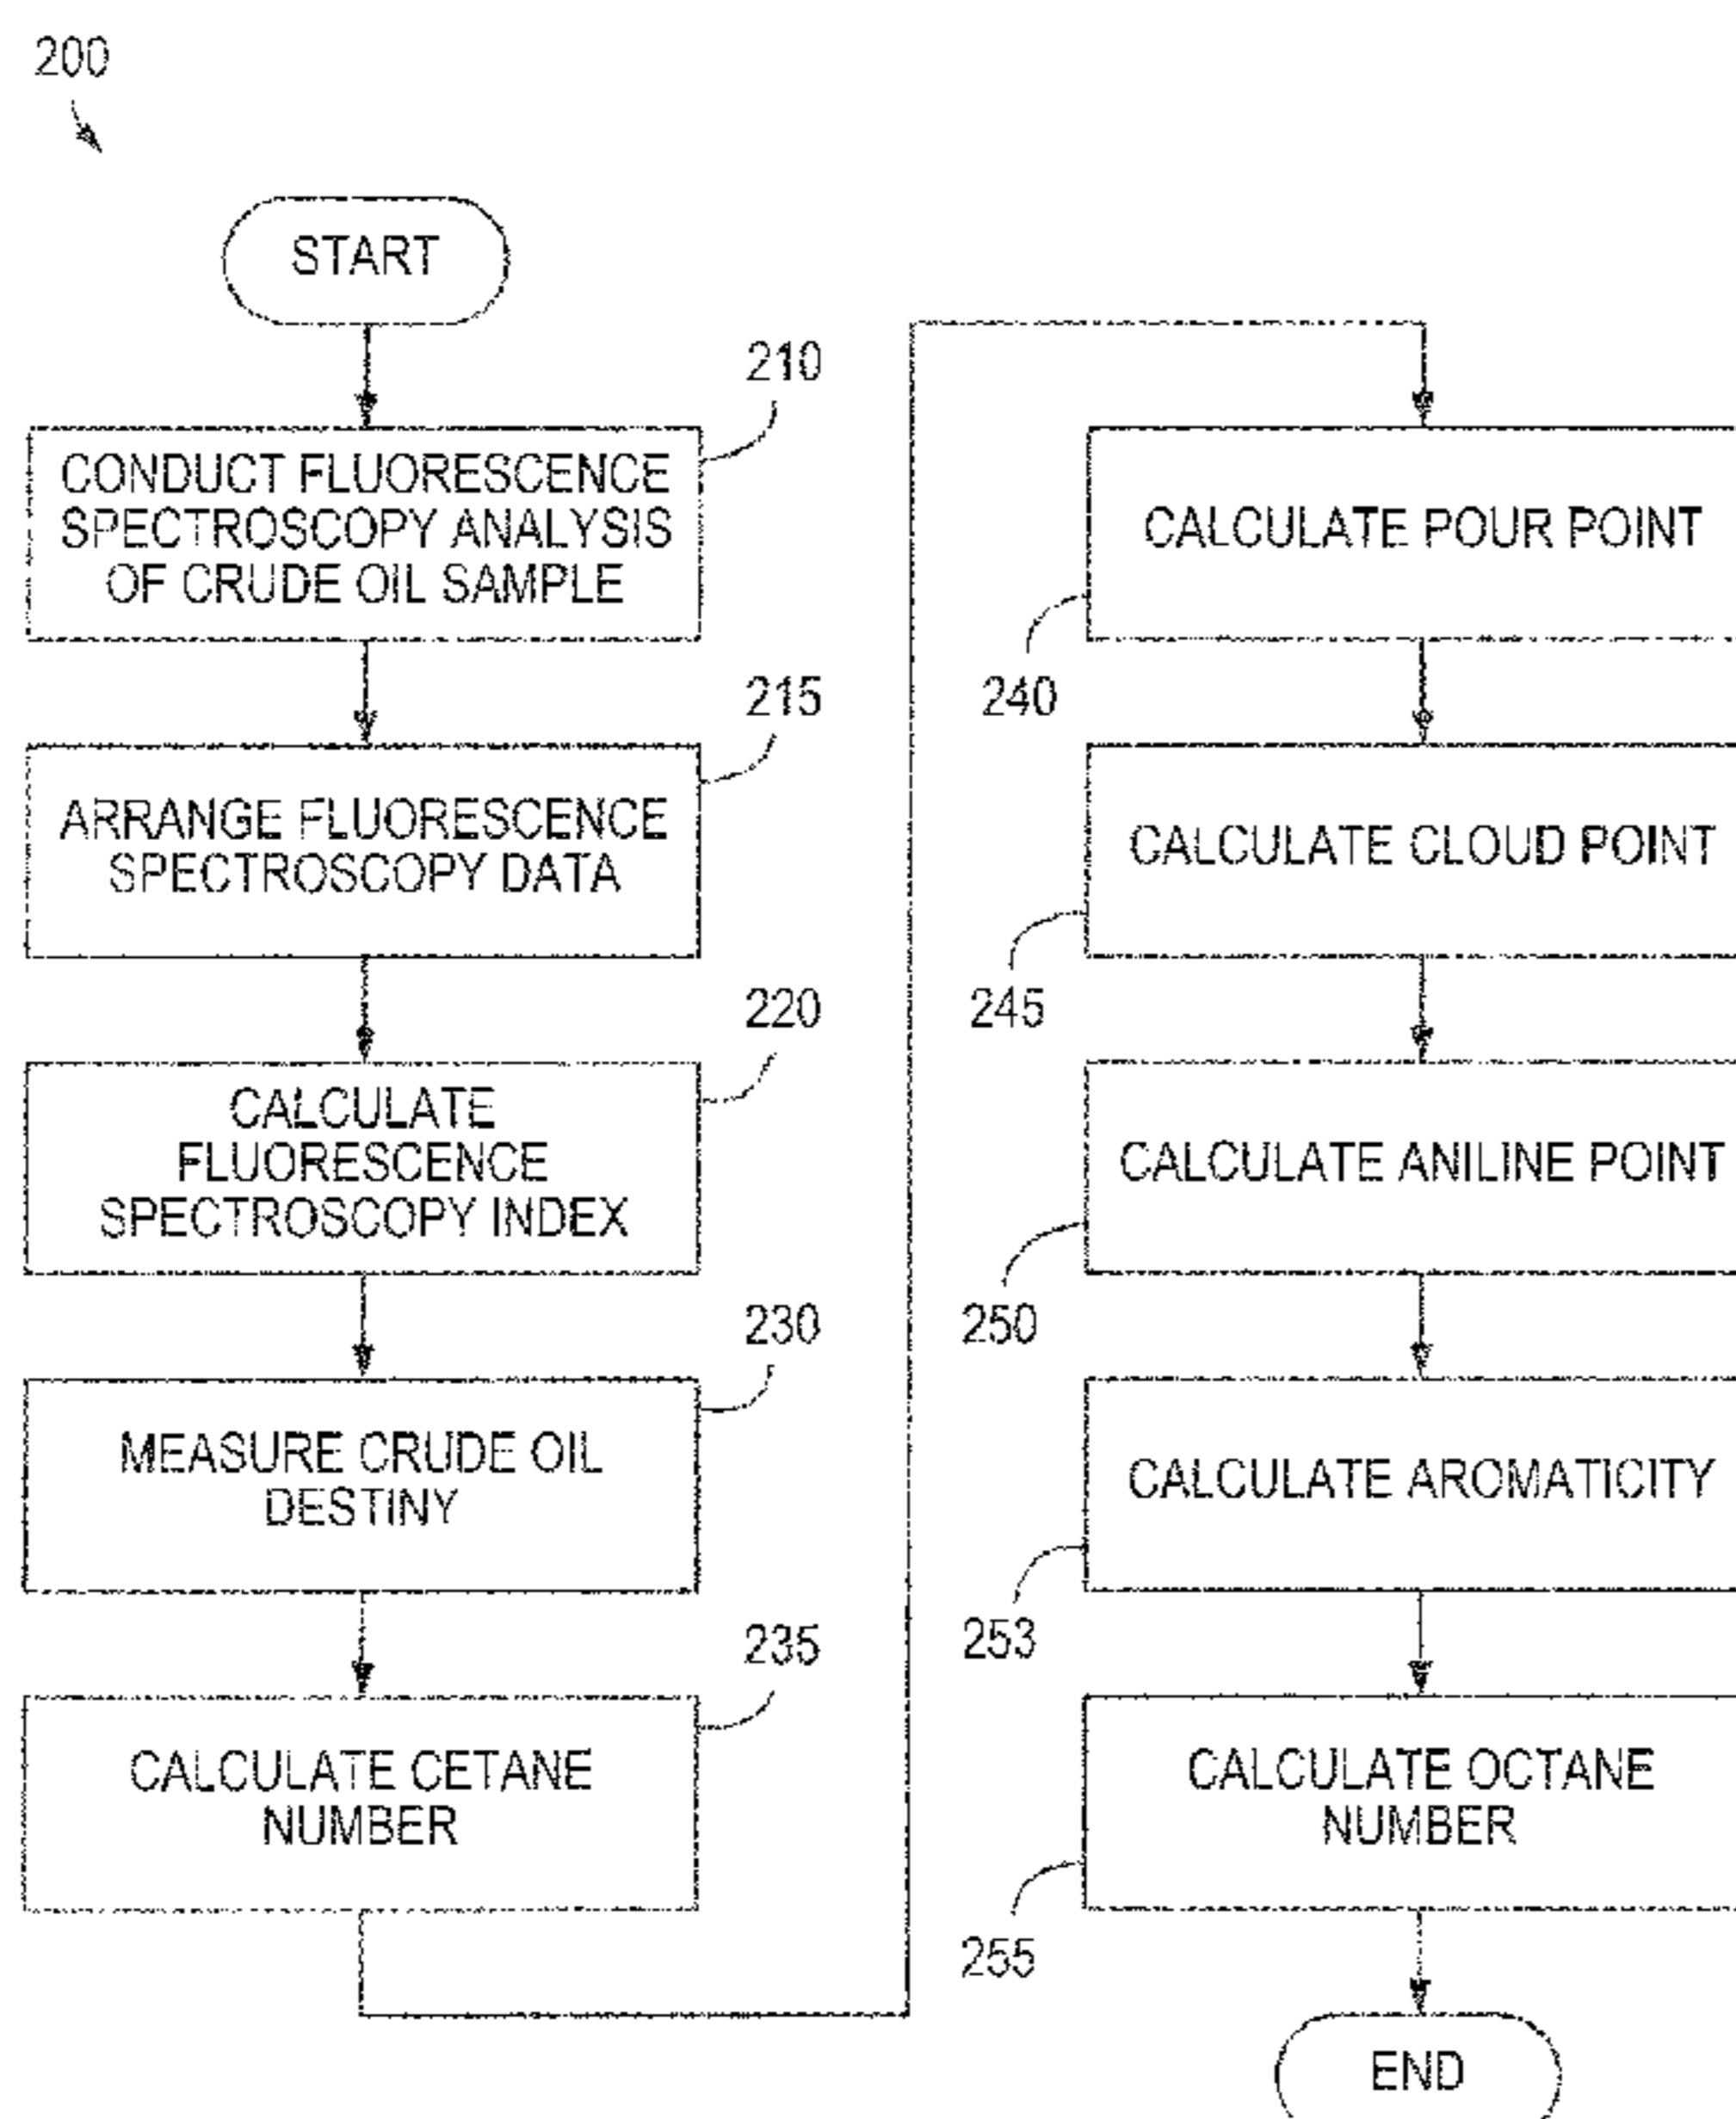 200
START
210
CONDUCT FLUORESCENCE
SPECTROSCOPY ANALYSIS
OF CRUDE OIL SAMPLE
215
ARRANGE FLUORESCENCE
SPECTROSCOPY DATA
220
CALCULATE
FLUORESCENCE
SPECTROSCOPY INDEX
230
MEASURE CRUDE OIL
DESTINY
235
CALCULATE CETANE
NUMBER
CALCULATE POUR POINT
240
CALCULATE CLOUD POINT
245
CALCULATE ANILINE POINT
250
CALCULATE AROMATICITY
253
CALCULATE OCTANE
NUMBER
255
END